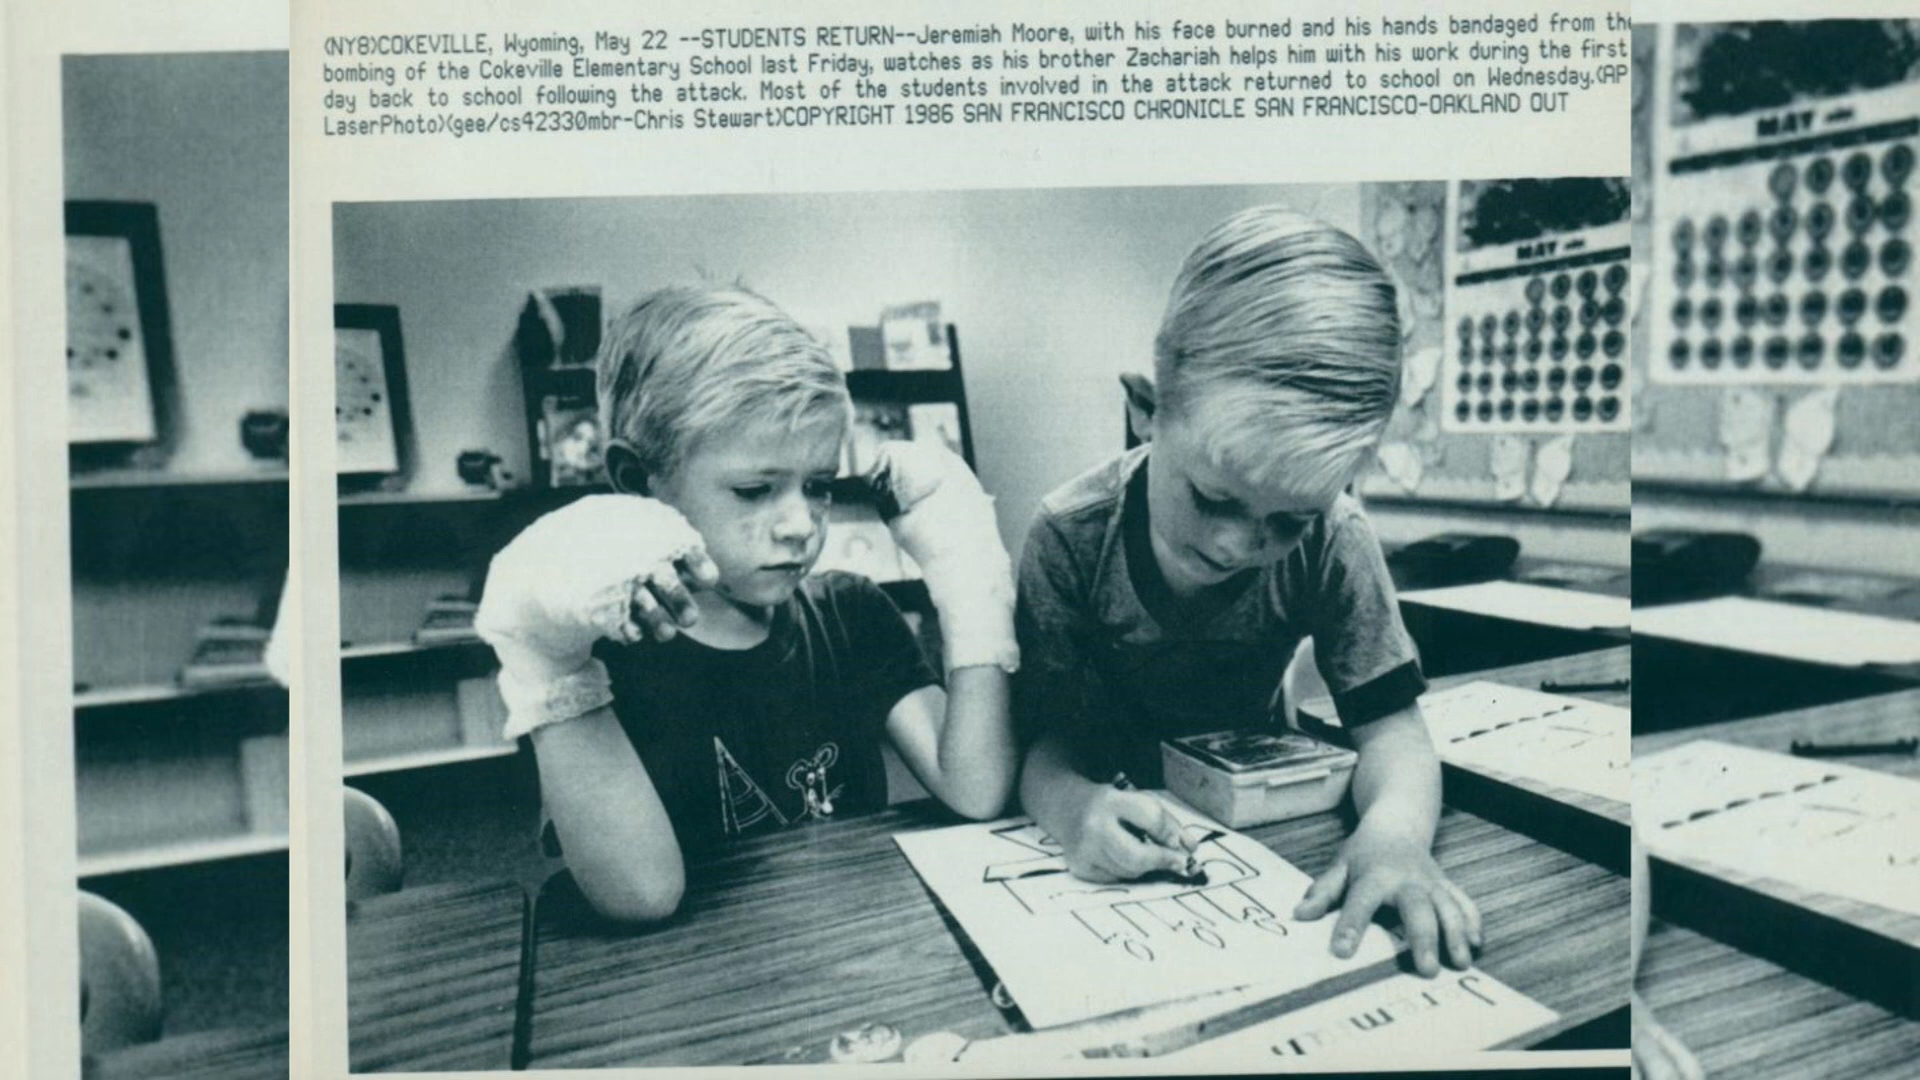 (NY8)COKEVILLE, Wyoming, May 22 --STUDENTS RETURN--Jeremiah Moore, with his face burned and his hands bandaged from the
bombing of the Cokeville Elementary School last Friday, watches as his brother Zachariah helps him with his work during the first
day back to school following the attack. Most of the students involved in the attack returned to school on Wednesday.(AP
LaserPhoto)(gee/cs42330mbr-Chris Stewart)COPYRIGHT 1986 SAN FRANCISCO CHRONICLE SAN FRANCISCO-OAKLAND OUT
MAY
MAY
Jeremiah